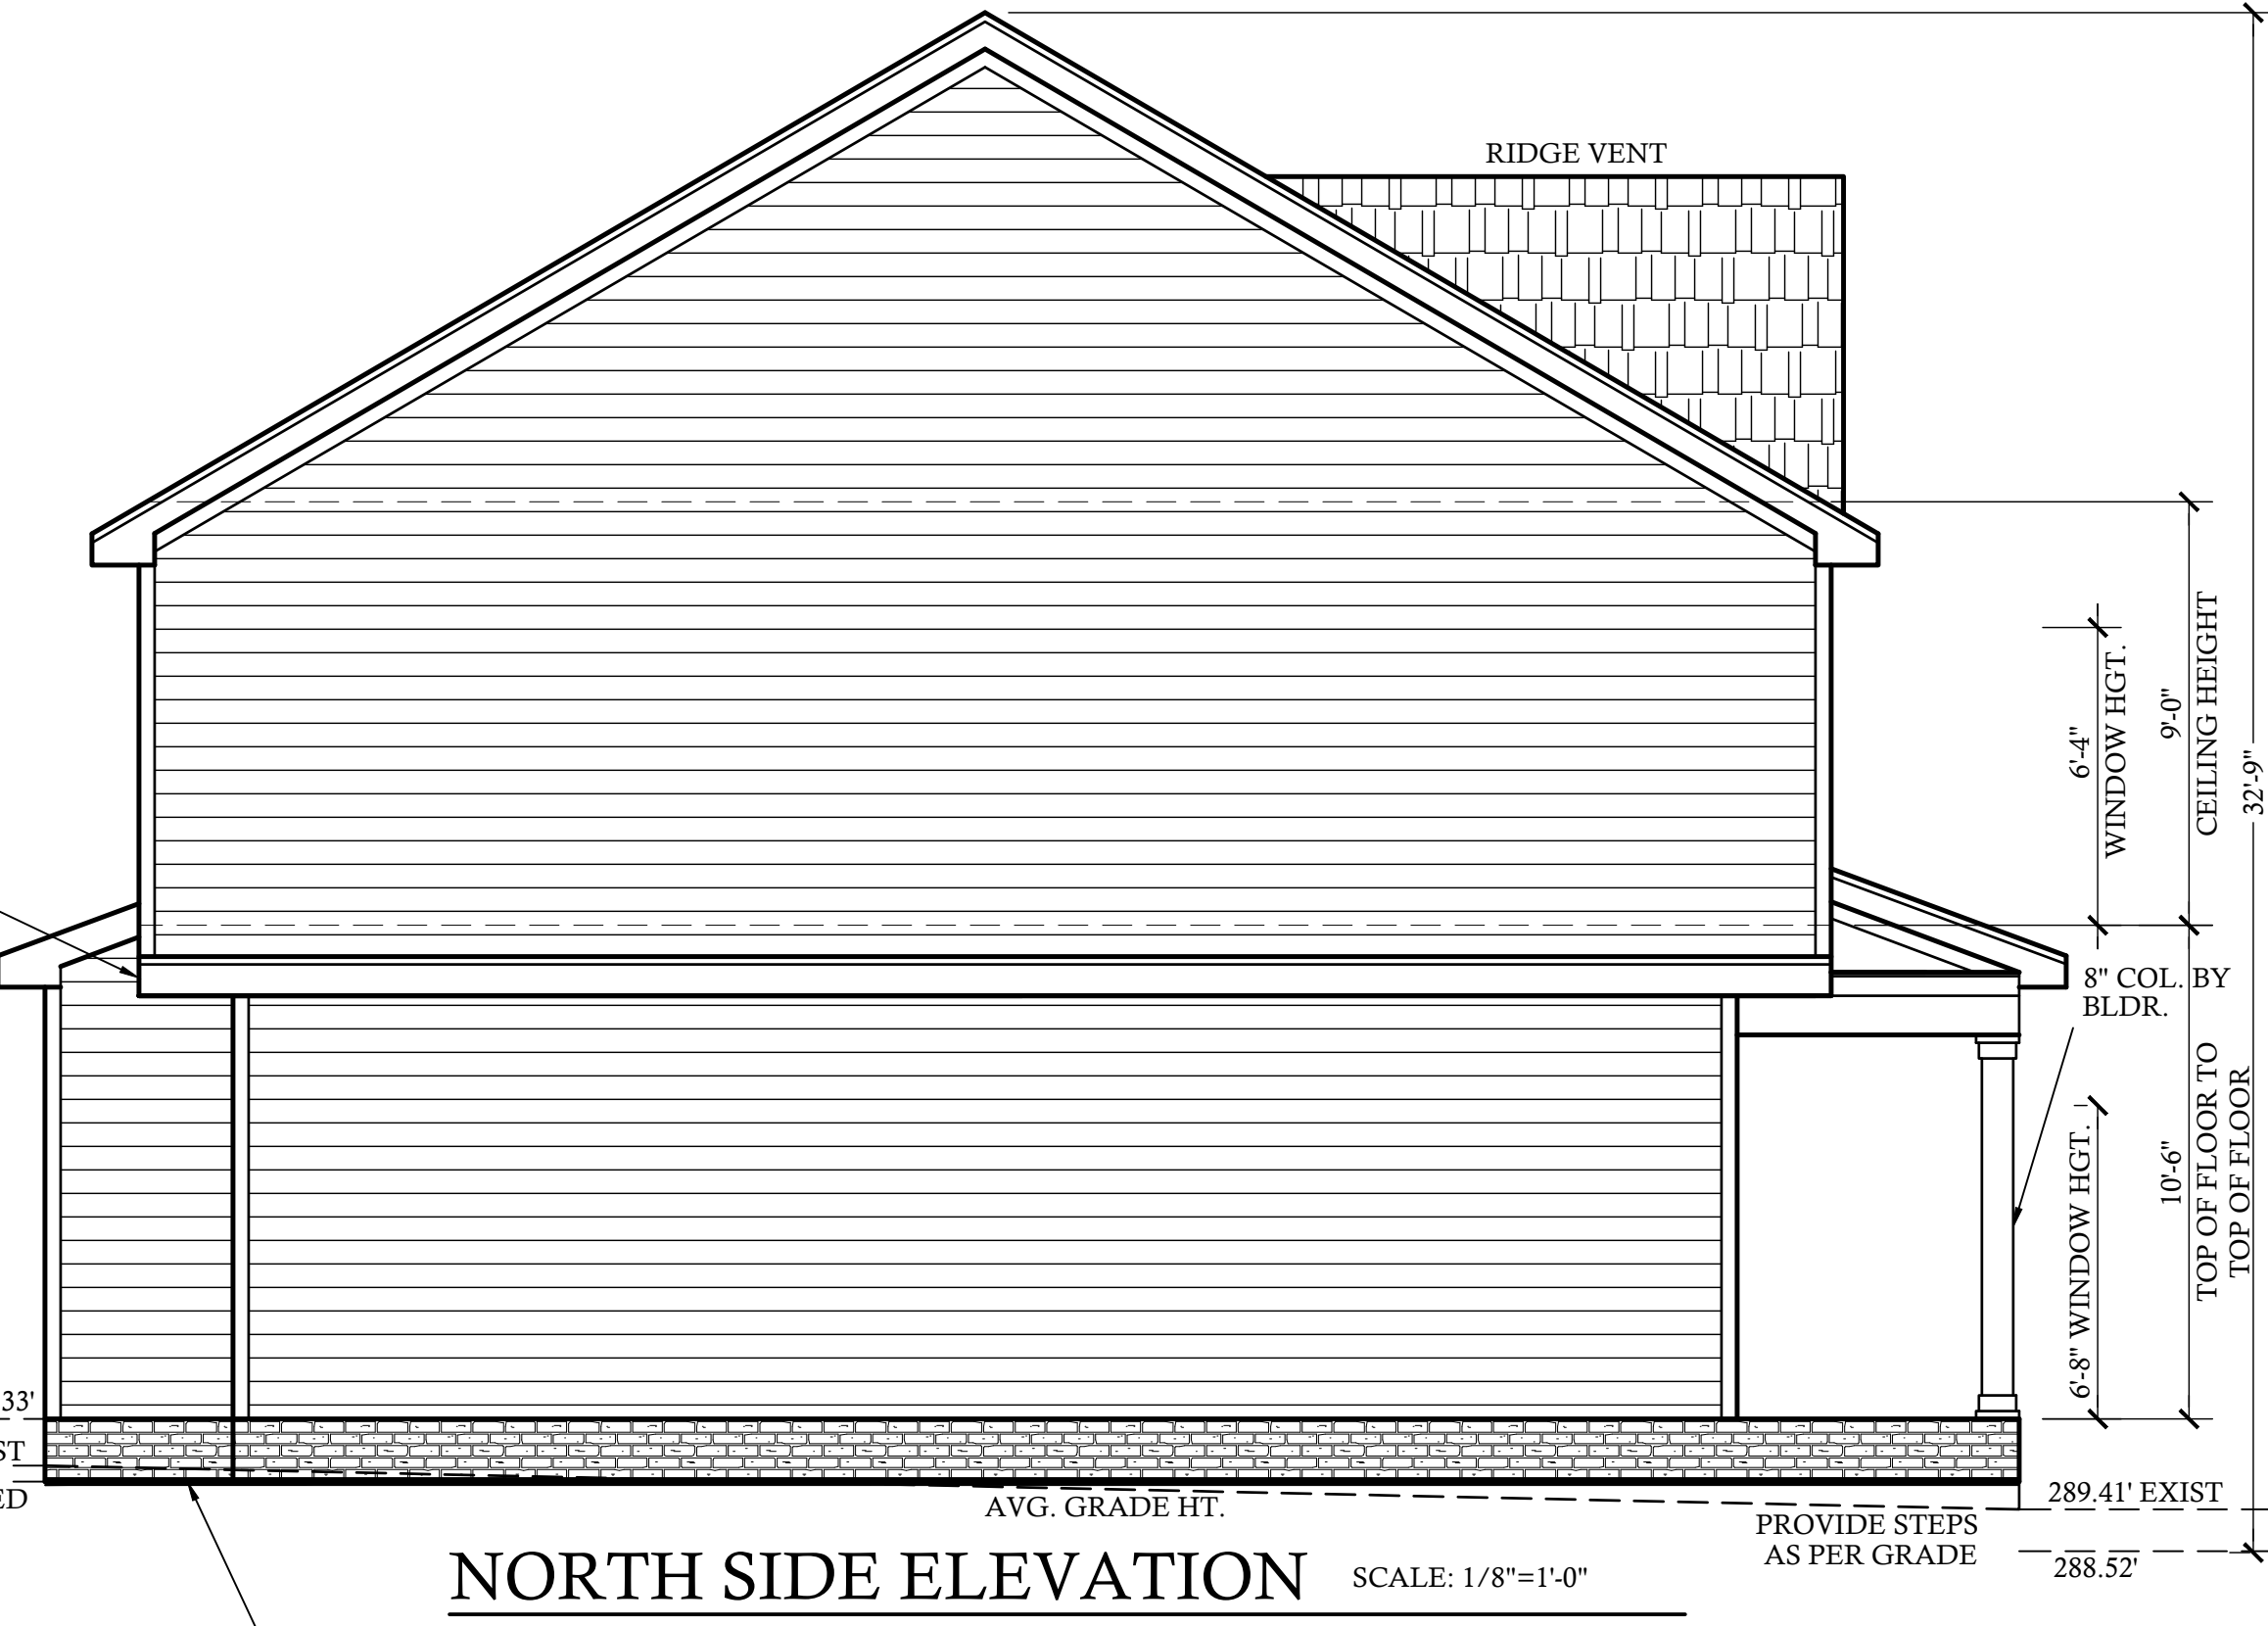 RIDGE VENT
6'-4"
WINDOW HGT.
9'-0"
CEILING HEIGHT
32'-9"
8" COL. BY
BLDR.
6'-8" WINDOW HGT.
10'-6"
TOP OF FLOOR TO
TOP OF FLOOR
33'
ST
ED
AVG. GRADE HT.
289.41' EXIST
PROVIDE STEPS
AS PER GRADE
288.52'
NORTH SIDE ELEVATION
SCALE: 1/8"=1'-0"